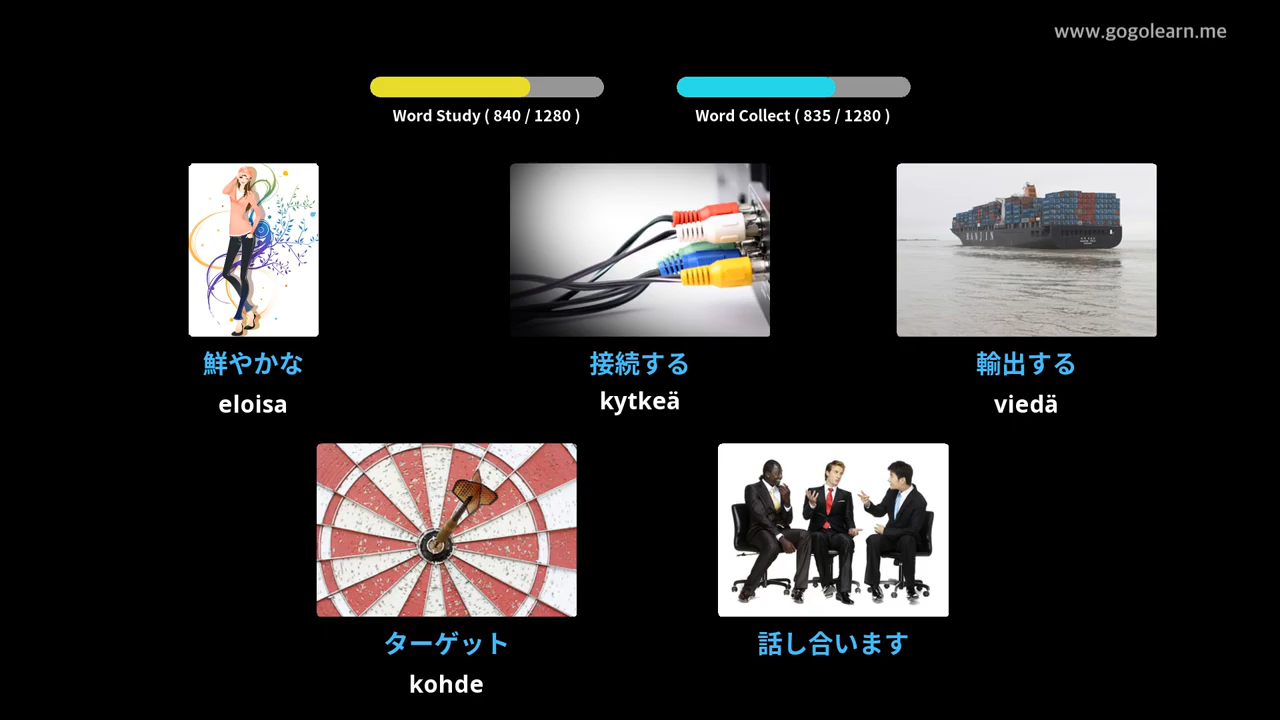 www.gogolearn.me
Word Study ( 840 / 1280 )
Word Collect ( 835 / 1280 )
鮮やかな
接続する
輸出する
eloisa
kytkeä
viedä
ターゲット
話し合います
kohde